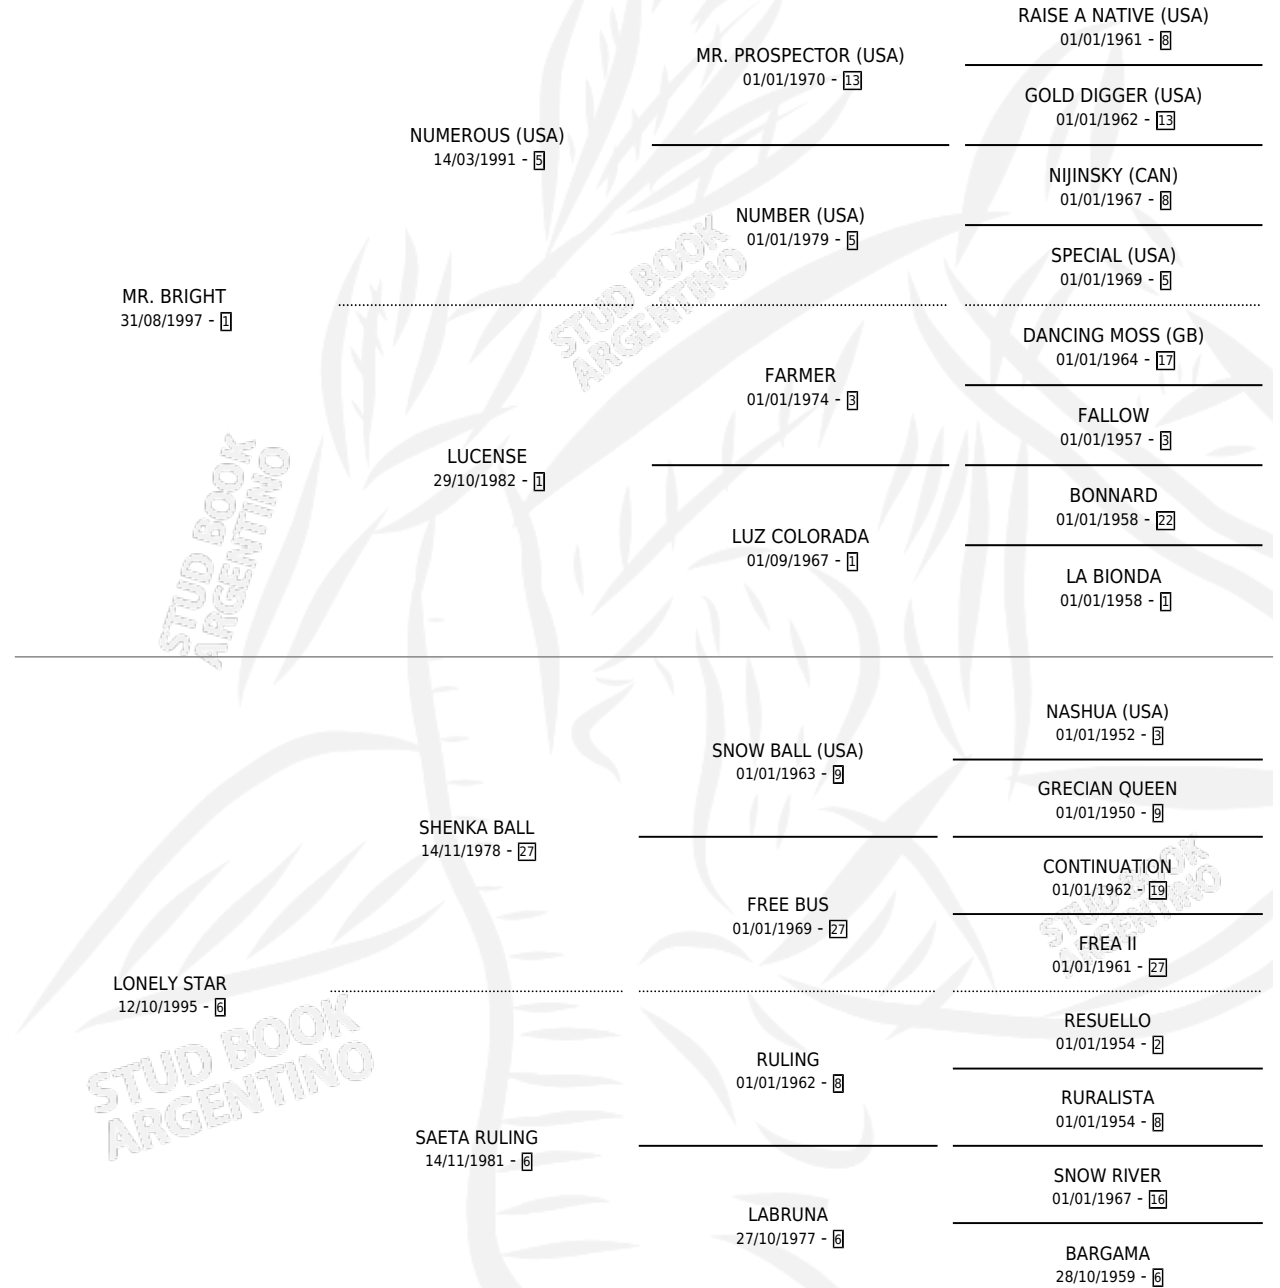 RAISE A NATIVE (USA)
01/01/1961 - 8
MR. PROSPECTOR (USA)
01/01/1970 - 13
GOLD DIGGER (USA)
01/01/1962 - 13
NUMEROUS (USA)
14/03/1991 - 5
NIJINSKY (CAN)
01/01/1967 - 8
NUMBER (USA)
01/01/1979 - 5
SPECIAL (USA)
01/01/1969 - 5
MR. BRIGHT
31/08/1997 - 1
STUD BOOK
ARGENTINO
DANCING MOSS (GB)
01/01/1964 - 17
FARMER
01/01/1974 - 3
FALLOW
01/01/1957 - 3
LUCENSE
29/10/1982 - 1
BONNARD
01/01/1958 - 22
LUZ COLORADA
01/09/1967 - 1
LA BIONDA
01/01/1958 - 1
STUD BOOK
ARGENTINO
NASHUA (USA)
01/01/1952 - 3
SNOW BALL (USA)
01/01/1963 - 9
GRECIAN QUEEN
01/01/1950 - 9
SHENKA BALL
14/11/1978 - 27
CONTINUATION
01/01/1962 - 19
FREE BUS
01/01/1969 - 27
STUD BOOK
ARGENTINO
FREA II
01/01/1961 - 27
LONELY STAR
12/10/1995 - 6
RESUELLO
01/01/1954 - 2
RULING
01/01/1962 - 8
RURALISTA
01/01/1954 - 8
STUD BOOK
ARGENTINO
SAETA RULING
14/11/1981 - 6
SNOW RIVER
01/01/1967 - 16
LABRUNA
27/10/1977 - 6
BARGAMA
28/10/1959 - 6